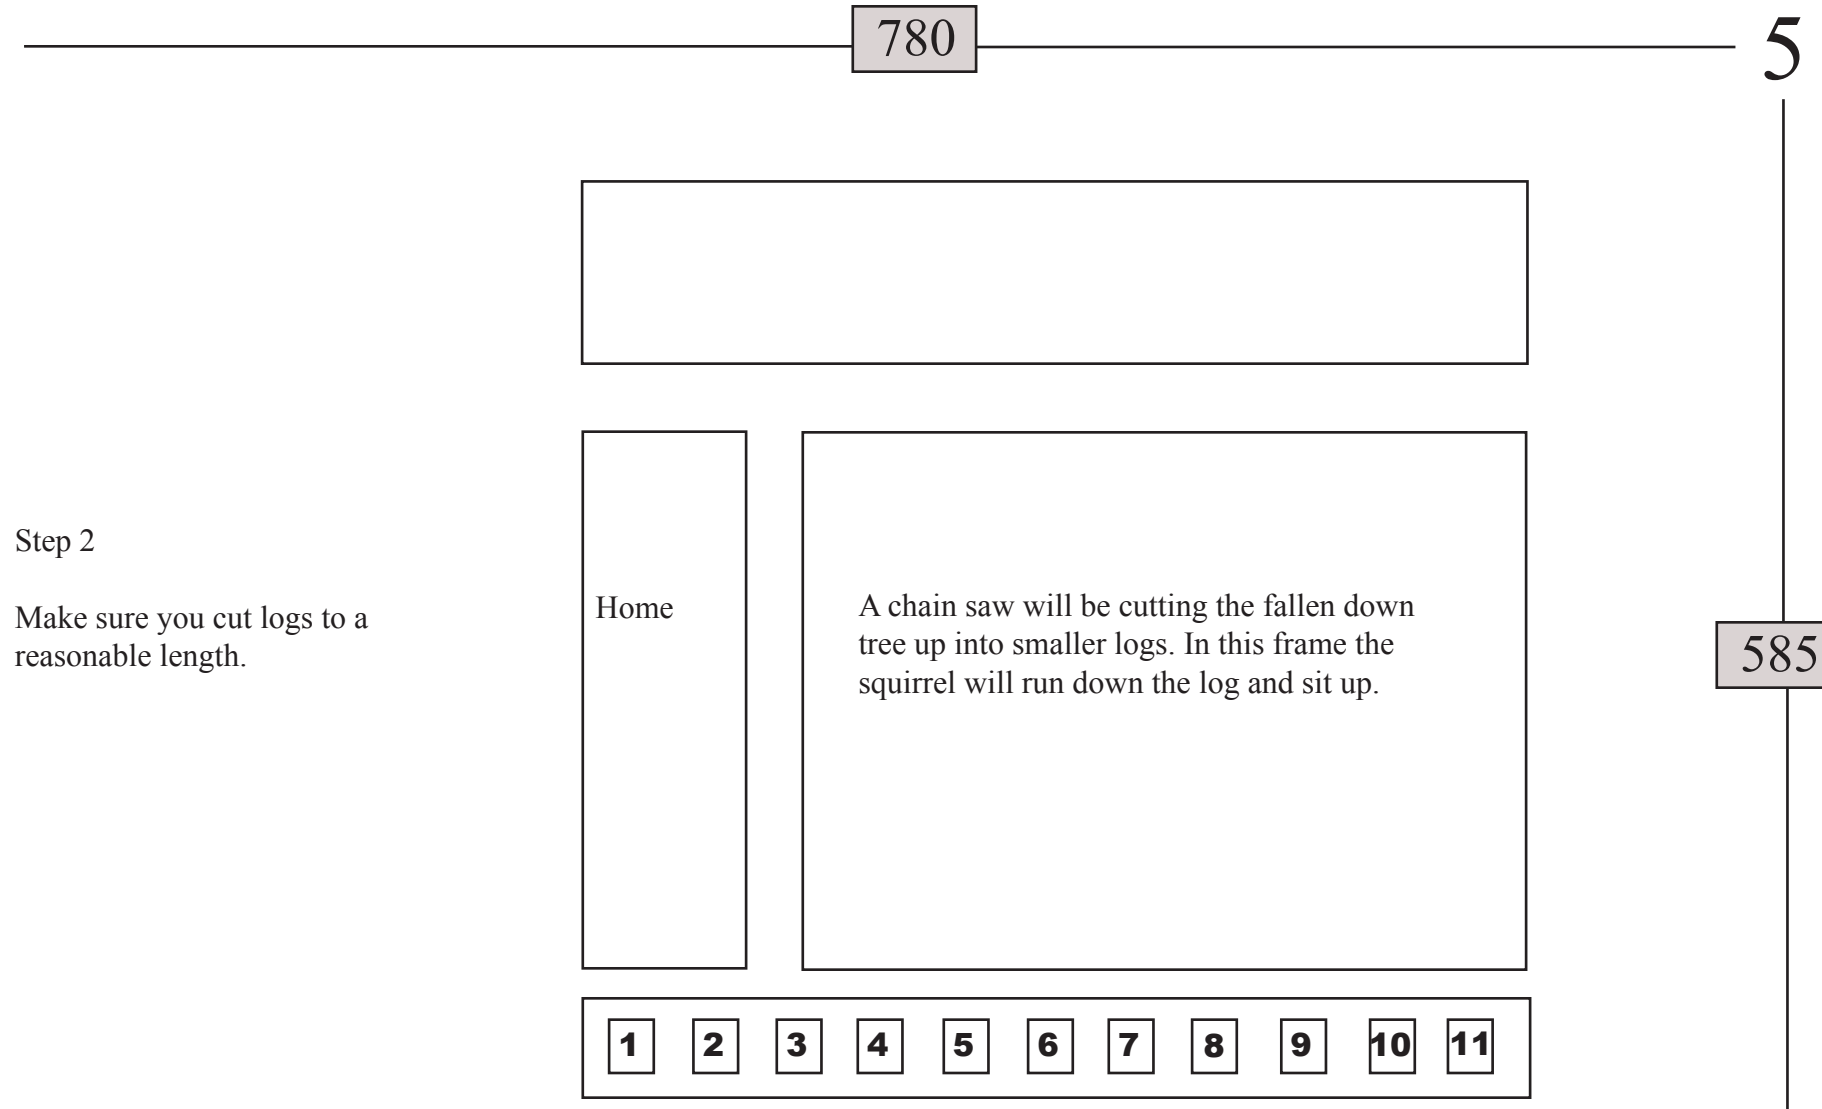 780
5
Step 2
Make sure you cut logs to a
reasonable length.
Home
A chain saw will be cutting the fallen down
tree up into smaller logs. In this frame the
squirrel will run down the log and sit up.
585
1 2 3 4 5 6 7 8 9 10 11